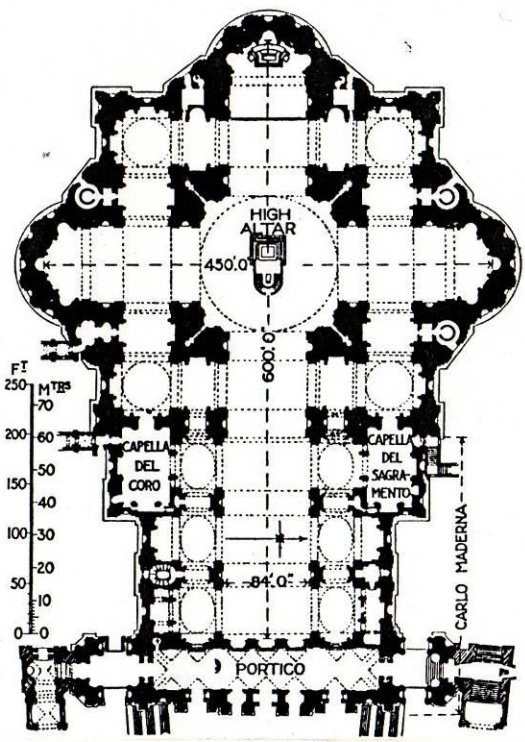 HIGH
ALTAR
450'.0"
600'.0"
FT
MTRS
250
70
200
60
50
150
40
100
30
20
50
10
0
0
CAPELLA
DEL
CORO
CAPELLA
DEL
SAGRA-
MENTO
84'.0"
CARLO MADERNA
PORTICO